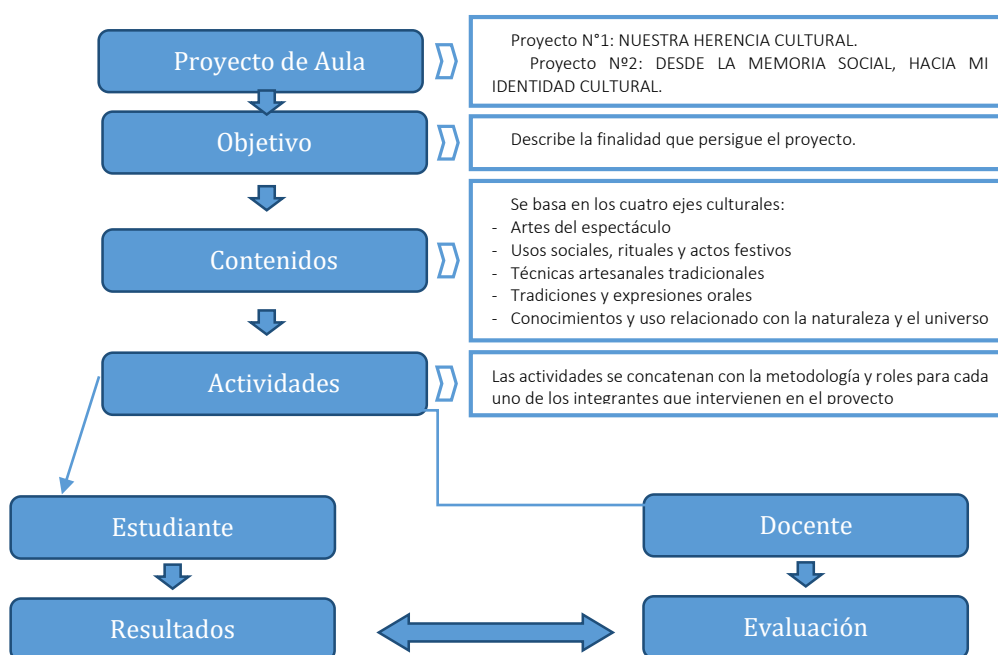 Proyecto de Aula
Proyecto N°1: NUESTRA HERENCIA CULTURAL.
Proyecto Nº2: DESDE LA MEMORIA SOCIAL, HACIA MI
IDENTIDAD CULTURAL.
Objetivo
Describe la finalidad que persigue el proyecto.
Contenidos
Se basa en los cuatro ejes culturales:
- Artes del espectáculo
- Usos sociales, rituales y actos festivos
- Técnicas artesanales tradicionales
- Tradiciones y expresiones orales
- Conocimientos y uso relacionado con la naturaleza y el universo
Actividades
Las actividades se concatenan con la metodología y roles para cada
uno de los integrantes que intervienen en el proyecto
Estudiante
Docente
Resultados
Evaluación